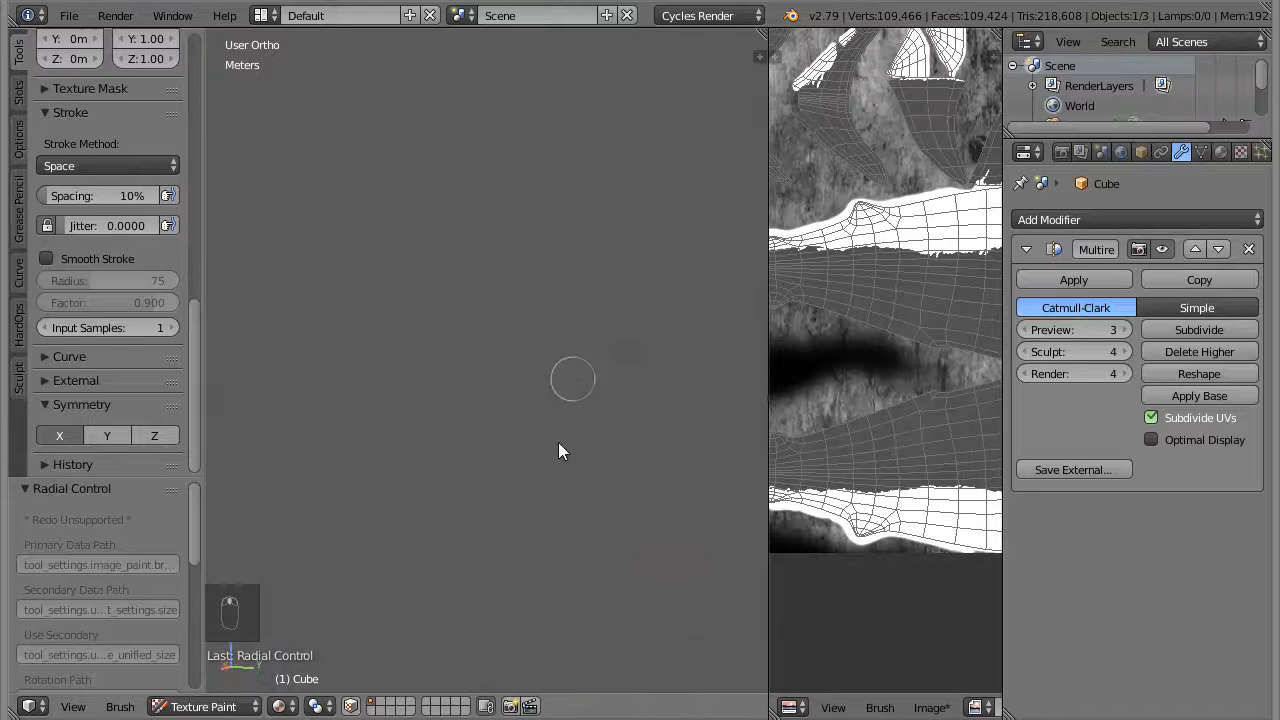 File Render Window Help Default Scene Cycles Render v2.79 | Verts:109,466 | Faces:109,424 | Tris:218,608 | Objects:1/3 | Lamps:0/0 | Mem:192.
Y: 0m Y: 1.00
Z: 0m Z: 1.00
Texture Mask
Stroke
Stroke Method:
Space
Spacing: 10%
Jitter: 0.0000
Smooth Stroke
Radius: 75
Factor: 0.900
Input Samples: 1
Curve
External
Symmetry
X Y Z
History
Radial Control
* Redo Unsupported *
Primary Data Path
tool_settings.image_paint.br...
Secondary Data Path
tool_settings.u...t_settings.size
Use Secondary
tool_settings.u...e_unified_size
Rotation Path
Tools
Slots
Options
Grease Pencil
Curve
HardOps
Sculpt
User Ortho
Meters
Last: Radial Control
(1) Cube
View Brush Texture Paint
View Brush Image*
View Search All Scenes
Scene
RenderLayers
World
Cube
Add Modifier
Multire
Apply Copy
Catmull-Clark Simple
Preview: 3 Subdivide
Sculpt: 4 Delete Higher
Render: 4 Reshape
Apply Base
Subdivide UVs
Optimal Display
Save External...